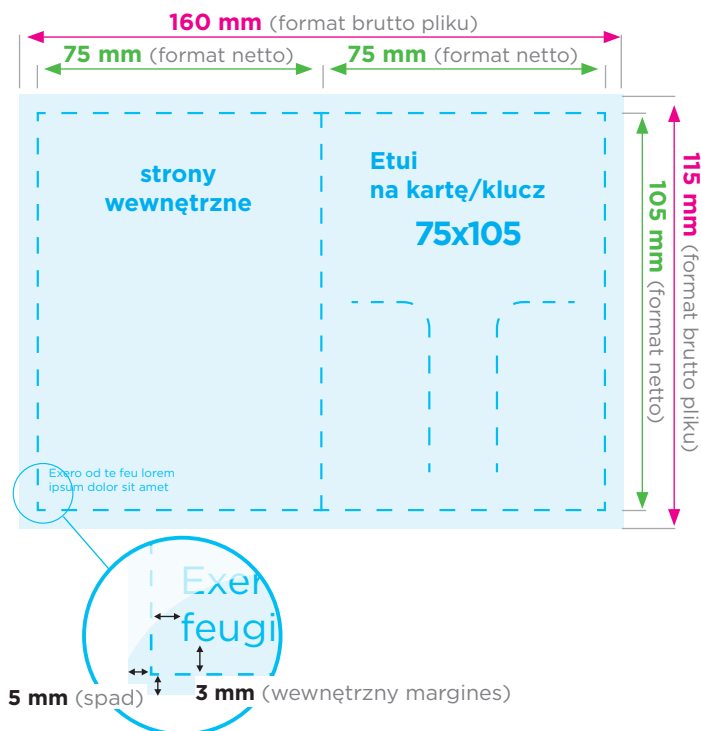 160 mm (format brutto pliku)
75 mm (format netto) 75 mm (format netto)
strony
wewnętrzne
Etui
na kartę/klucz
75x105
105 mm (format netto)
115 mm (format brutto pliku)
Exero od te feu lorem
ipsum dolor sit amet
Exer
feugi
5 mm (spad)
3 mm (wewnętrzny margines)